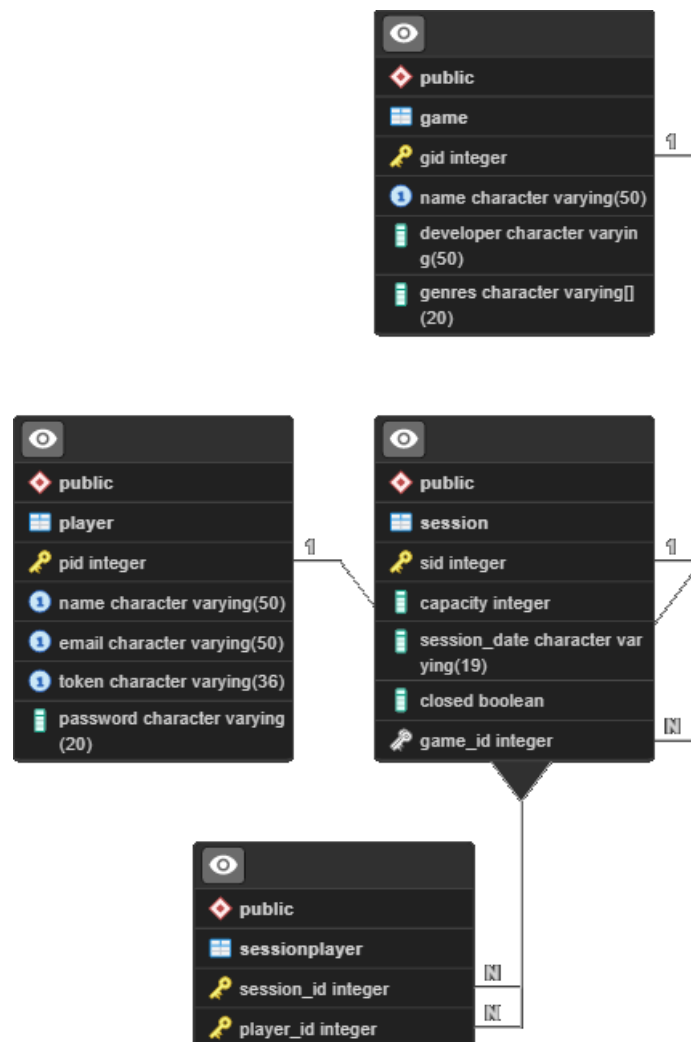 public
game
gid integer
1
name character varying(50)
developer character varyin
g(50)
genres character varying[]
(20)
public
player
pid integer
1
name character varying(50)
email character varying(50)
token character varying(36)
password character varying
(20)
public
session
sid integer
1
capacity integer
session_date character var
ying(19)
closed boolean
game_id integer
N
public
sessionplayer
session_id integer
N
player_id integer
N